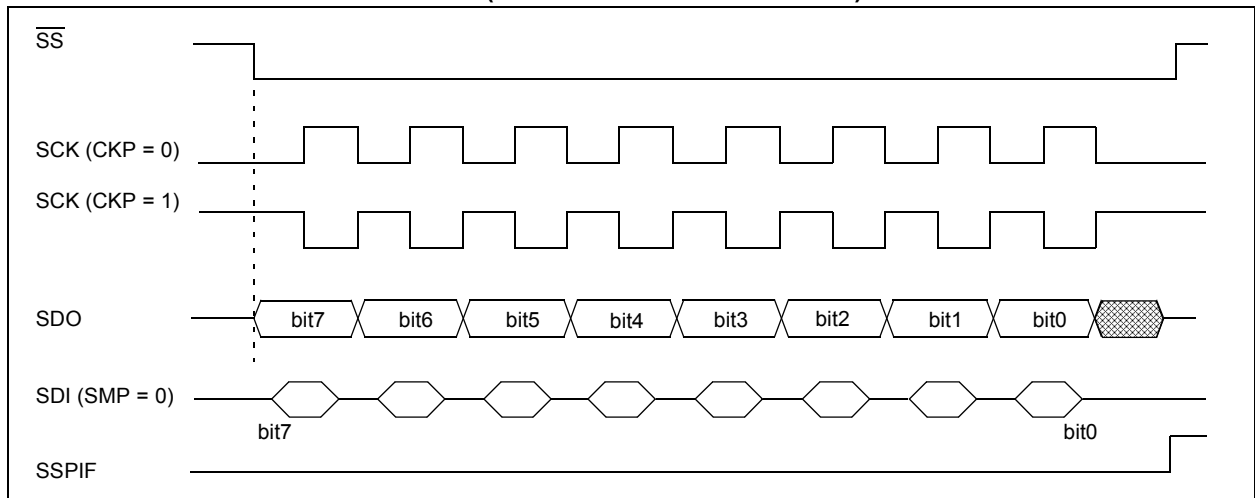 SS
SCK (CKP = 0)
SCK (CKP = 1)
SDO bit7 bit6 bit5 bit4 bit3 bit2 bit1 bit0
SDI (SMP = 0)
bit7 bit0
SSPIF